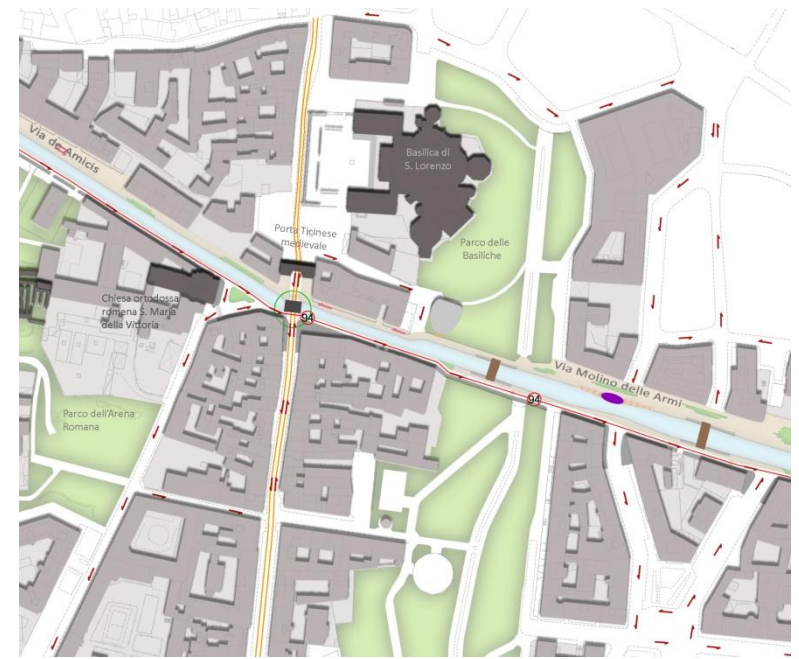 Via de Amicis
Basilica di
S. Lorenzo
Porta Ticinese
medievale
Parco delle
Basiliche
Chiesa ortodossa
romena S. Maria
della Vittoria
94
Via Molino delle Armi
94
Parco dell'Arena
Romana